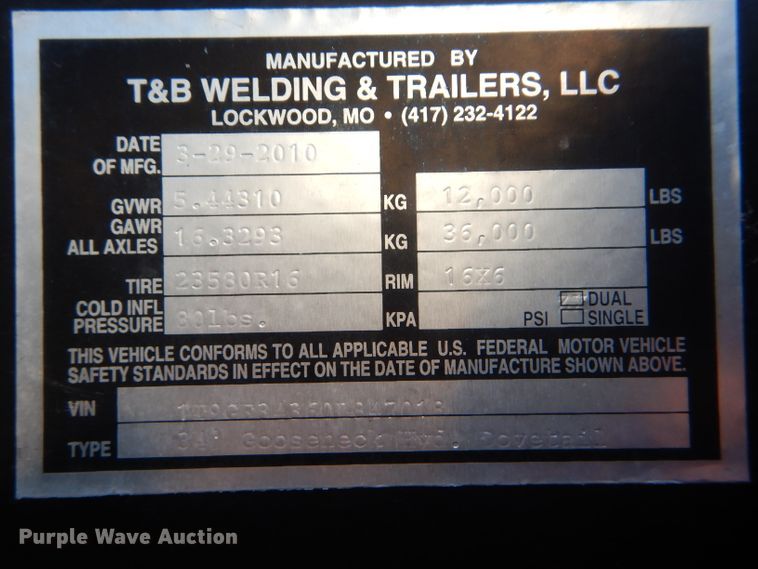 MANUFACTURED BY
T&B WELDING & TRAILERS, LLC
LOCKWOOD, MO • (417) 232-4122
DATE OF MFG. 3-29-2010
GVWR 5.44310 KG 12,000 LBS
GAWR ALL AXLES 16.3293 KG 36,000 LBS
TIRE 23580R16 RIM 16X6
COLD INFL PRESSURE 80lbs. KPA PSI DUAL SINGLE
THIS VEHICLE CONFORMS TO ALL APPLICABLE U.S. FEDERAL MOTOR VEHICLE
SAFETY STANDARDS IN EFFECT ON THE DATE OF MANUFACTURE SHOWN ABOVE.
VIN
TYPE 34' Gooseneck Hyd. Dovetail
Purple Wave Auction